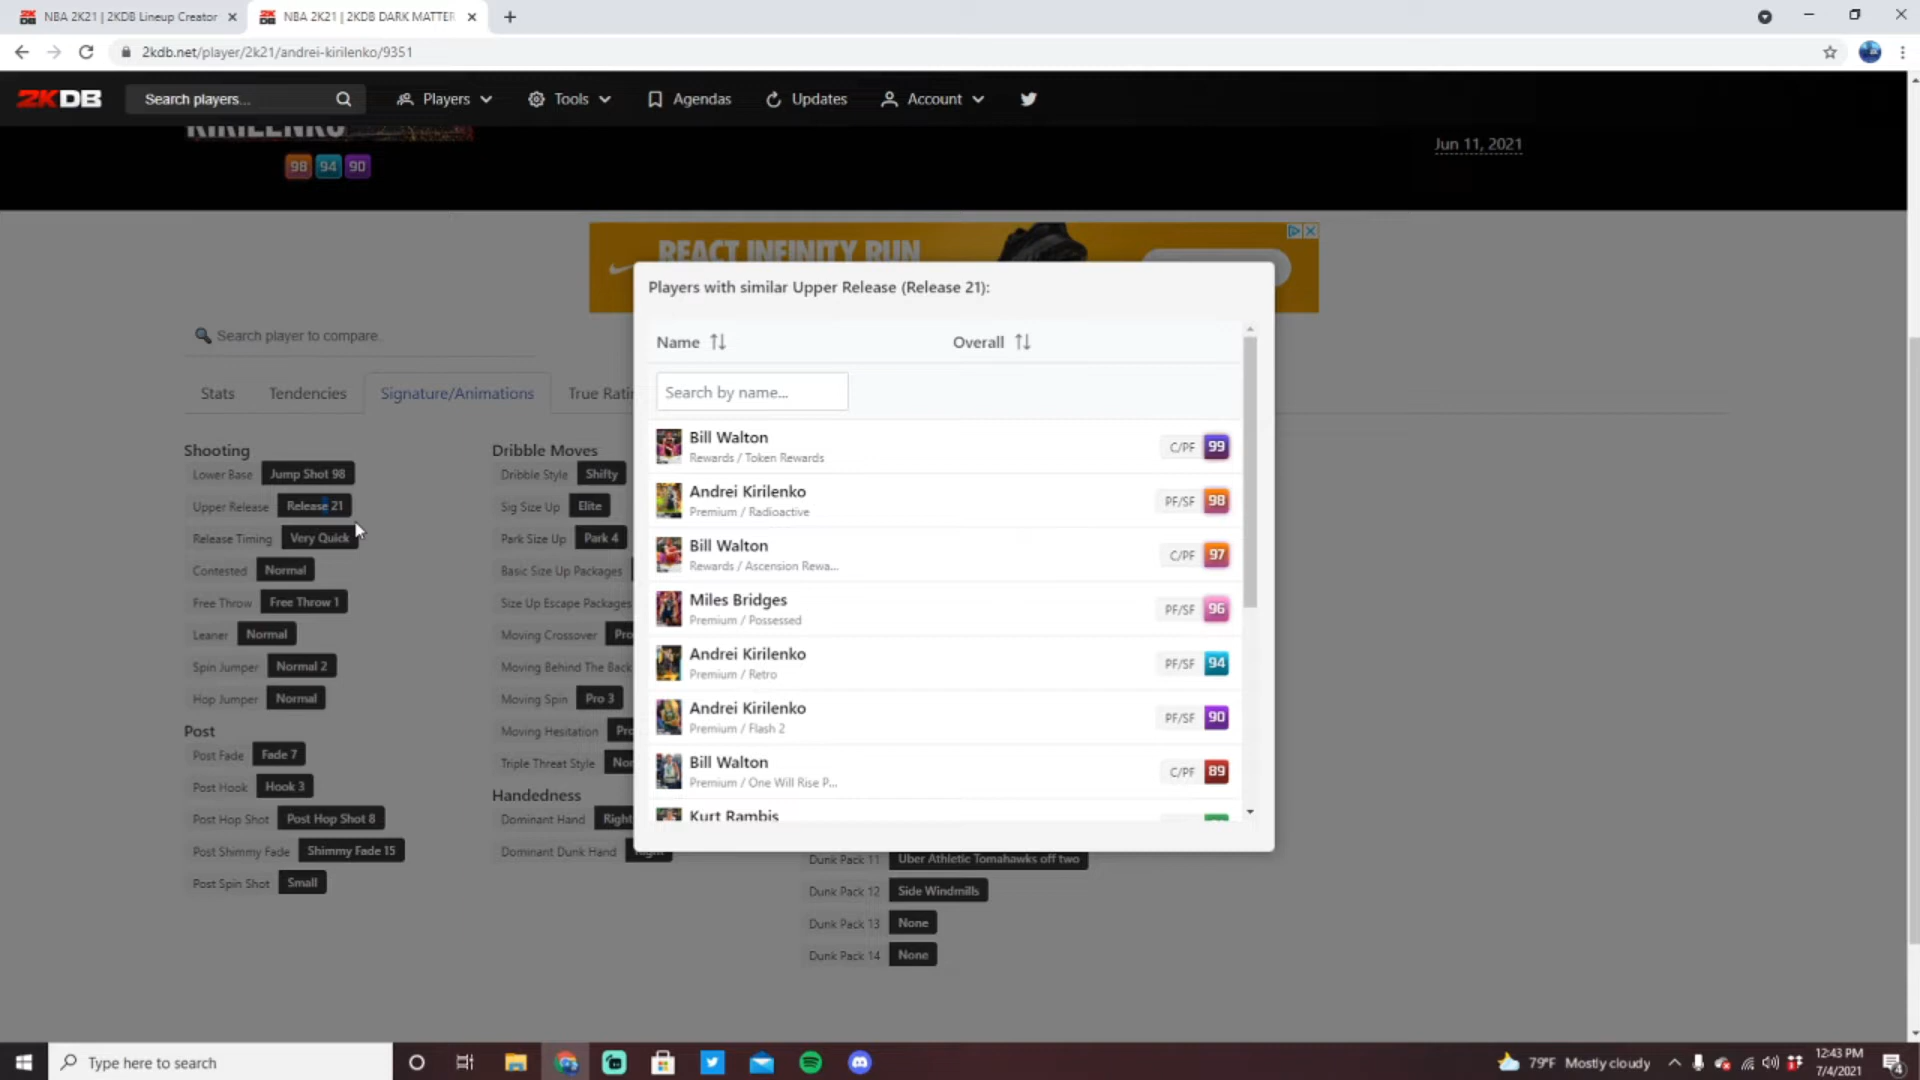 NBA 2K21 | 2KDB Lineup Creator
NBA 2K21 | 2KDB DARK MATTER
2kdb.net/player/2k21/andrei-kirilenko/9351
2KDB
Search players...
Players
Tools
Agendas
Updates
Account
KIRILENKO
98 94 90
Jun 11, 2021
REACT INFINITY RUN
Search player to compare
Stats
Tendencies
Signature/Animations
True Rati
Shooting
Lower Base Jump Shot 98
Upper Release Release 21
Release Timing Very Quick
Contested Normal
Free Throw Free Throw 1
Leaner Normal
Spin Jumper Normal 2
Hop Jumper Normal
Post
Post Fade Fade 7
Post Hook Hook 3
Post Hop Shot Post Hop Shot 8
Post Shimmy Fade Shimmy Fade 15
Post Spin Shot Small
Dribble Moves
Dribble Style Shifty
Sig Size Up Elite
Park Size Up Park 4
Basic Size Up Packages
Size Up Escape Packages
Moving Crossover Pro
Moving Behind The Back
Moving Spin Pro 3
Moving Hesitation Pro
Triple Threat Style Nor
Handedness
Dominant Hand Right
Dominant Dunk Hand Right
Players with similar Upper Release (Release 21):
Name Overall
Search by name...
Bill Walton
Rewards / Token Rewards
C/PF 99
Andrei Kirilenko
Premium / Radioactive
PF/SF 98
Bill Walton
Rewards / Ascension Rewa...
C/PF 97
Miles Bridges
Premium / Possessed
PF/SF 96
Andrei Kirilenko
Premium / Retro
PF/SF 94
Andrei Kirilenko
Premium / Flash 2
PF/SF 90
Bill Walton
Premium / One Will Rise P...
C/PF 89
Kurt Rambis
Dunk Pack 11 Uber Athletic Tomahawks off two
Dunk Pack 12 Side Windmills
Dunk Pack 13 None
Dunk Pack 14 None
Type here to search
79°F Mostly cloudy
12:43 PM
7/4/2021
4